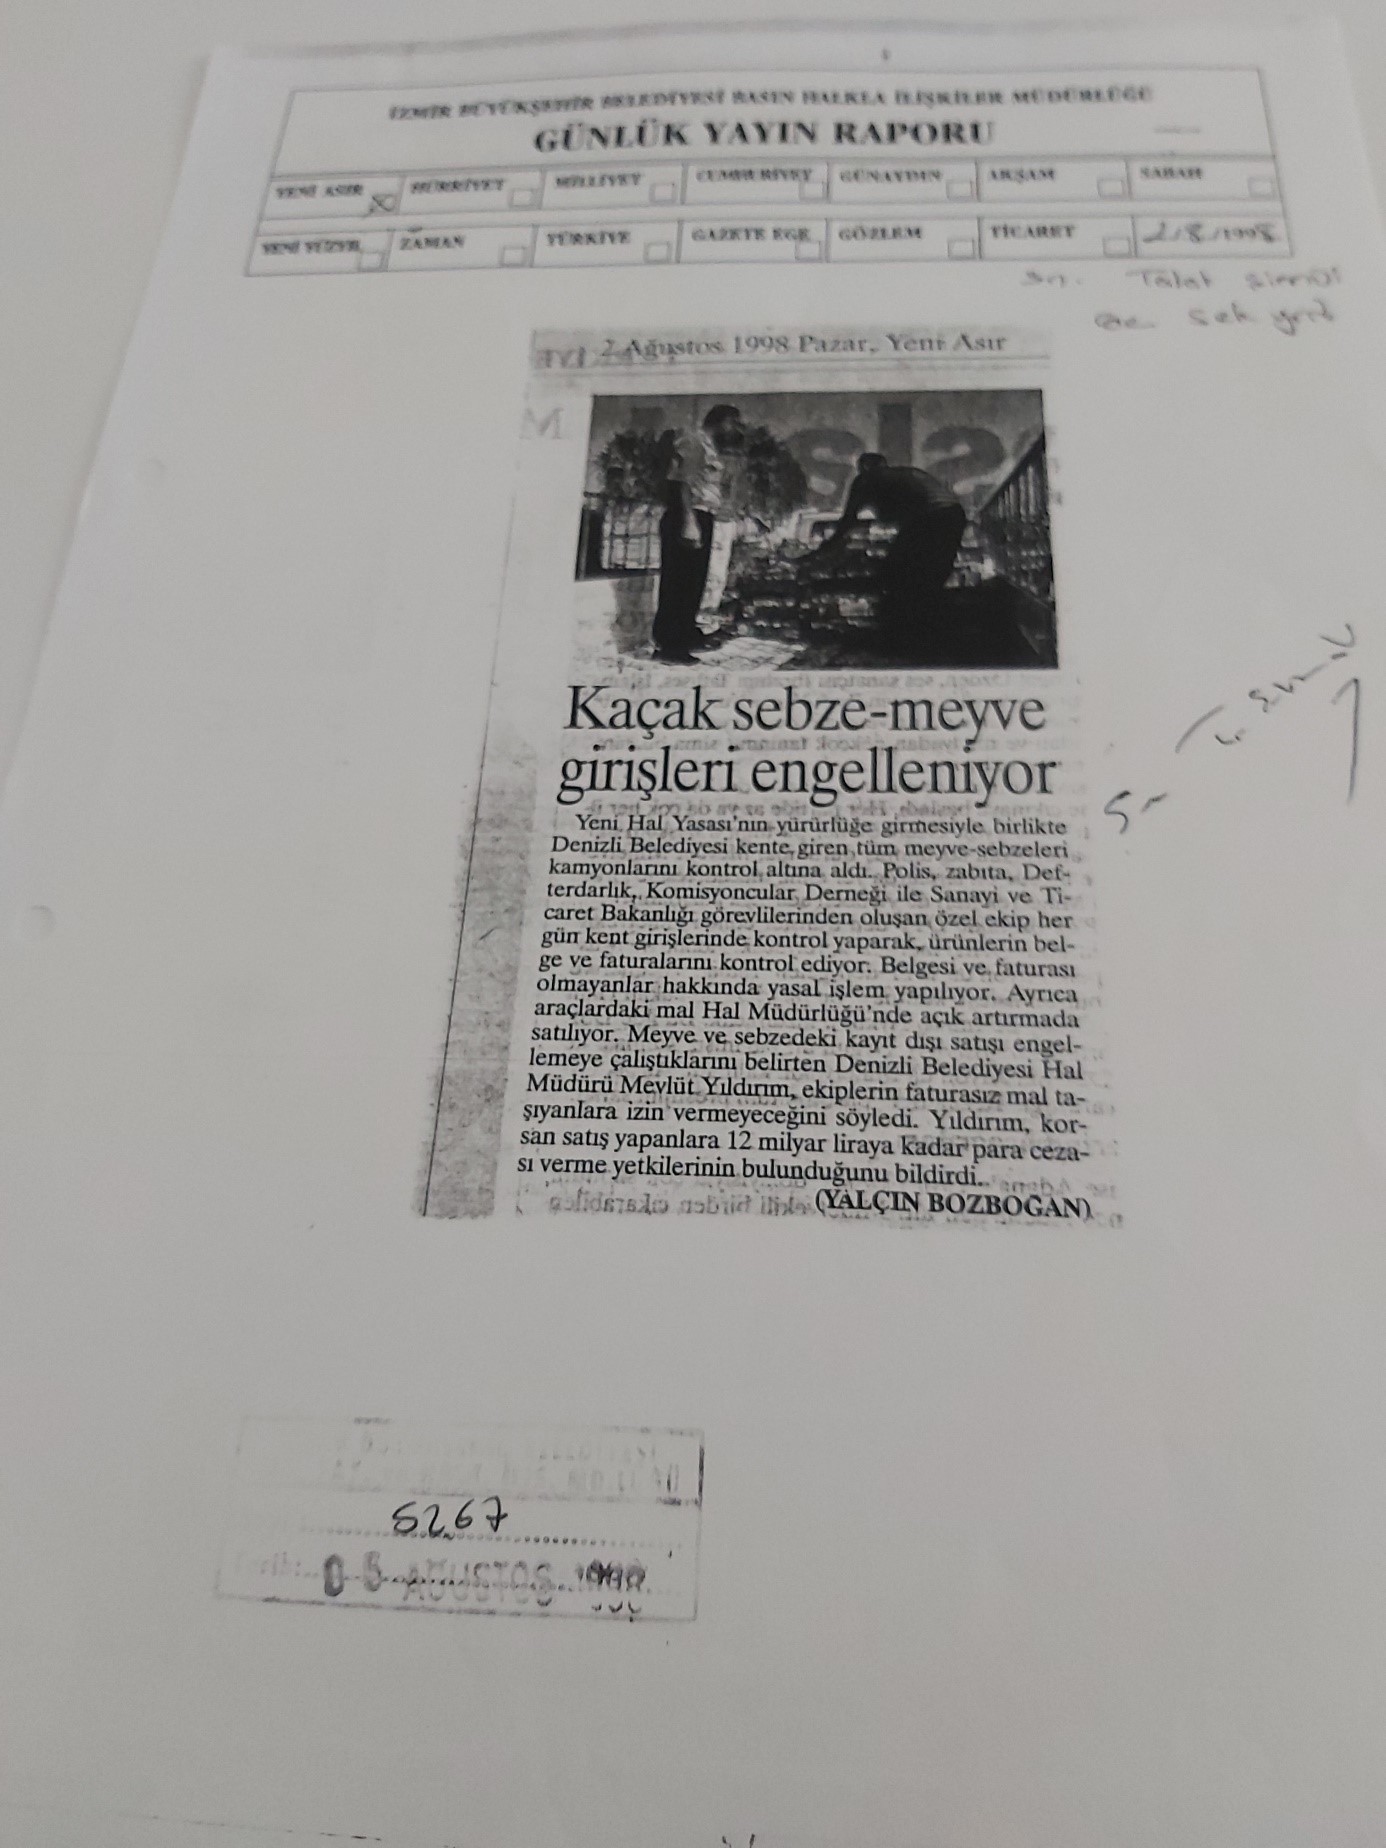 İZMİR BÜYÜKŞEHİR BELEDİYESİ BASIN HALKLA İLİŞKİLER MÜDÜRLÜĞÜ
GÜNLÜK YAYIN RAPORU
YENİ ASIR HÜRRİYET MİLLİYET CUMHURİYET GÜNAYDIN AKŞAM SABAH
YENİ YÜZYIL ZAMAN TÜRKİYE GAZETE EGE GÖZLEM TİCARET 2/8/1998
Sn. Talat
2 Ağustos 1998 Pazar, Yeni Asır
Kaçak sebze-meyve
girişleri engelleniyor
Yeni Hal Yasası'nın yürürlüğe girmesiyle birlikte
Denizli Belediyesi kente giren tüm meyve-sebzeleri
kamyonlarını kontrol altına aldı. Polis, zabıta, Def-
terdarlık, Komisyoncular Derneği ile Sanayi ve Ti-
caret Bakanlığı görevlilerinden oluşan özel ekip her
gün kent girişlerinde kontrol yaparak, ürünlerin bel-
ge ve faturalarını kontrol ediyor. Belgesi ve faturası
olmayanlar hakkında yasal işlem yapılıyor. Ayrıca
araçlardaki mal Hal Müdürlüğü'nde açık artırmada
satılıyor. Meyve ve sebzedeki kayıt dışı satışı engel-
lemeye çalıştıklarını belirten Denizli Belediyesi Hal
Müdürü Mevlüt Yıldırım, ekiplerin faturasız mal ta-
şıyanlara izin vermeyeceğini söyledi. Yıldırım, kor-
san satış yapanlara 12 milyar liraya kadar para ceza-
sı verme yetkilerinin bulunduğunu bildirdi.
(YALÇIN BOZBOĞAN)
5267
05 AĞUSTOS 1998